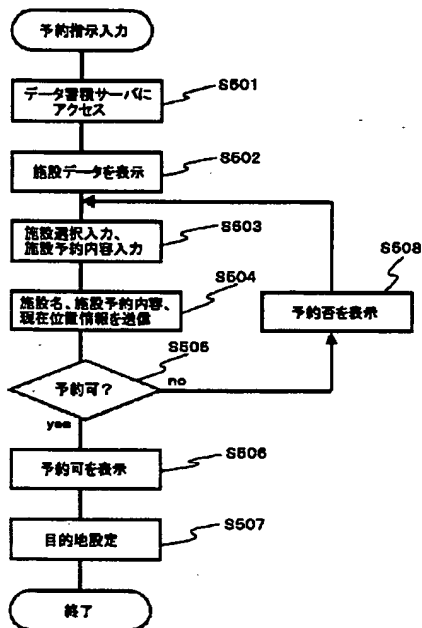 予約指示入力
S501
データ蓄積サーバに
アクセス
S502
施設データを表示
S503
施設選択入力、
施設予約内容入力
S504
施設名、施設予約内容、
現在位置情報を送信
S505
予約可?
no
yes
S508
予約否を表示
S506
予約可を表示
S507
目的地設定
終了